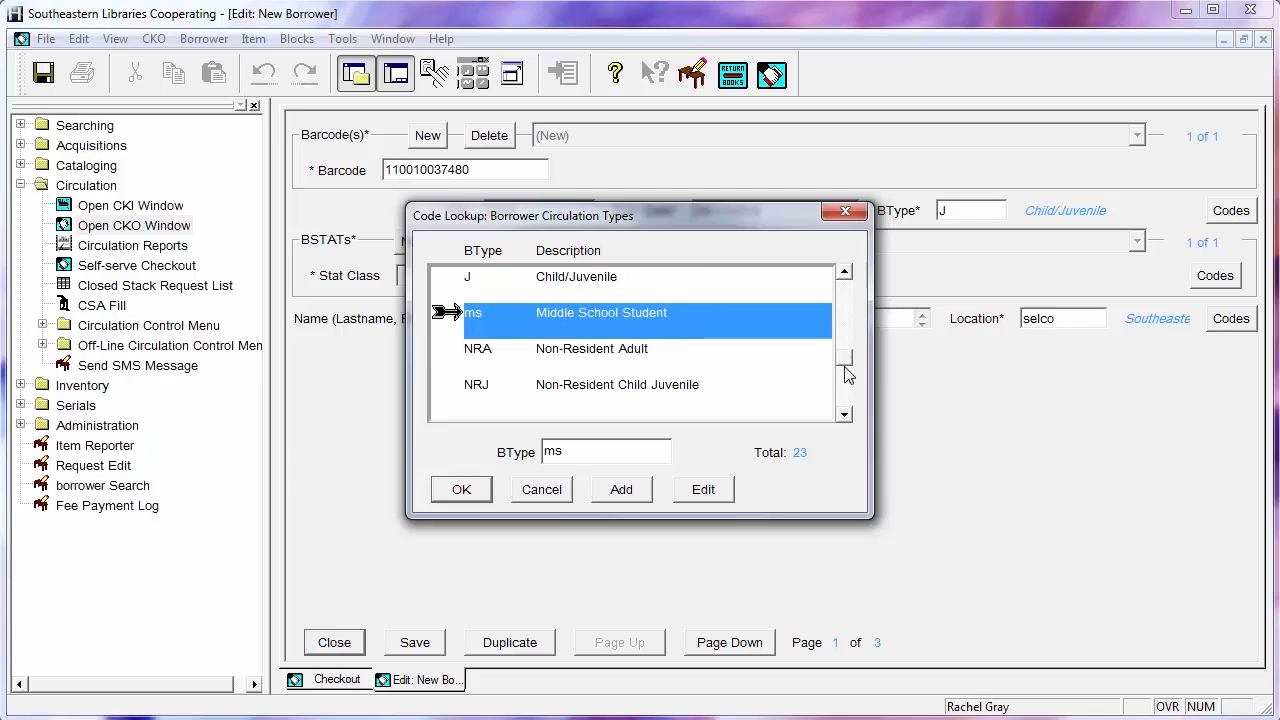 Southeastern Libraries Cooperating - [Edit: New Borrower]
File Edit View CKO Borrower Item Blocks Tools Window Help
RETURN BOOKS
Searching
Acquisitions
Cataloging
Circulation
Open CKI Window
Open CKO Window
Circulation Reports
Self-serve Checkout
Closed Stack Request List
CSA Fill
Circulation Control Menu
Off-Line Circulation Control Men
Send SMS Message
Inventory
Serials
Administration
Item Reporter
Request Edit
borrower Search
Fee Payment Log
Barcode(s)* New Delete (New) 1 of 1
* Barcode 110010037480
BType* J Child/Juvenile Codes
BSTATs* 1 of 1
* Stat Class Codes
Name (Lastname, Location* selco Southeaste Codes
Code Lookup: Borrower Circulation Types
BType Description
J Child/Juvenile
ms Middle School Student
NRA Non-Resident Adult
NRJ Non-Resident Child Juvenile
BType ms Total: 23
OK Cancel Add Edit
Close Save Duplicate Page Up Page Down Page 1 of 3
Checkout Edit: New Bo...
Rachel Gray OVR NUM